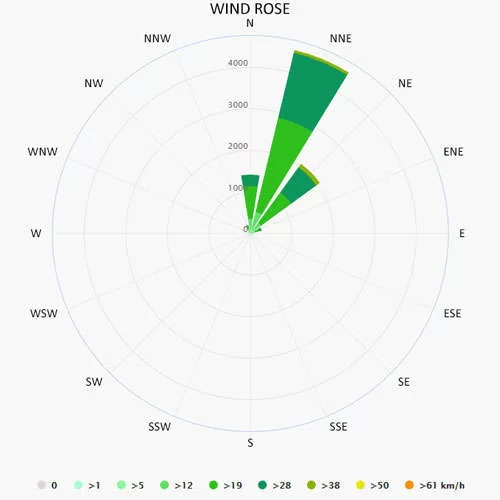 WIND ROSE
N
NNW
NNE
NW
NE
4000
3000
2000
WNW
ENE
1000
0
W
E
WSW
ESE
SW
SE
SSW
SSE
S
0 >1 >5 >12 >19 >28 >38 >50 >61 km/h